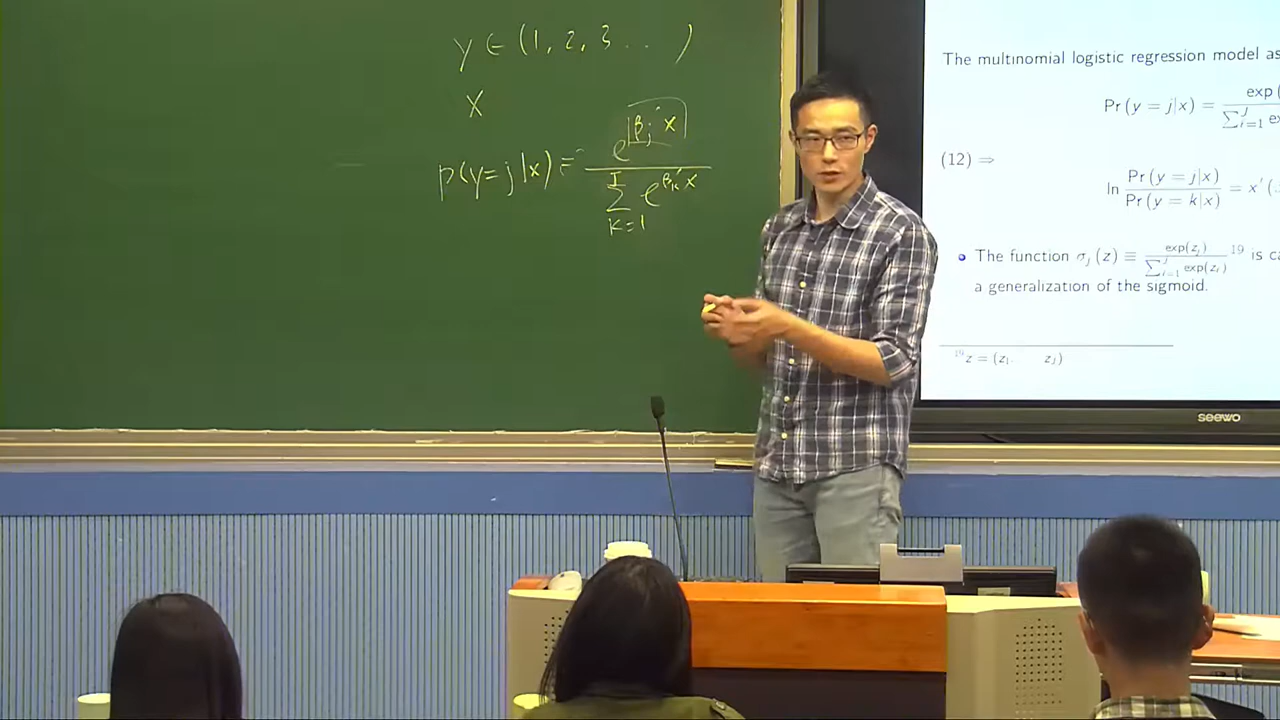 y ∈ (1, 2, 3 ... )
X
p(y=j|x) = e^{β_j' x} / Σ_{k=1}^{J} e^{β_k' x}
The multinomial logistic regression model as
Pr (y = j|x) = exp ( / Σ_{i=1}^{J} ex
(12) ⇒
ln Pr (y = j|x) / Pr (y = k|x) = x′ (
• The function σ_j (z) ≡ exp(z_j) / Σ_{i=1}^{J} exp(z_i) ^19 is c
a generalization of the sigmoid.
^19 z = (z_1... z_J)
seewo